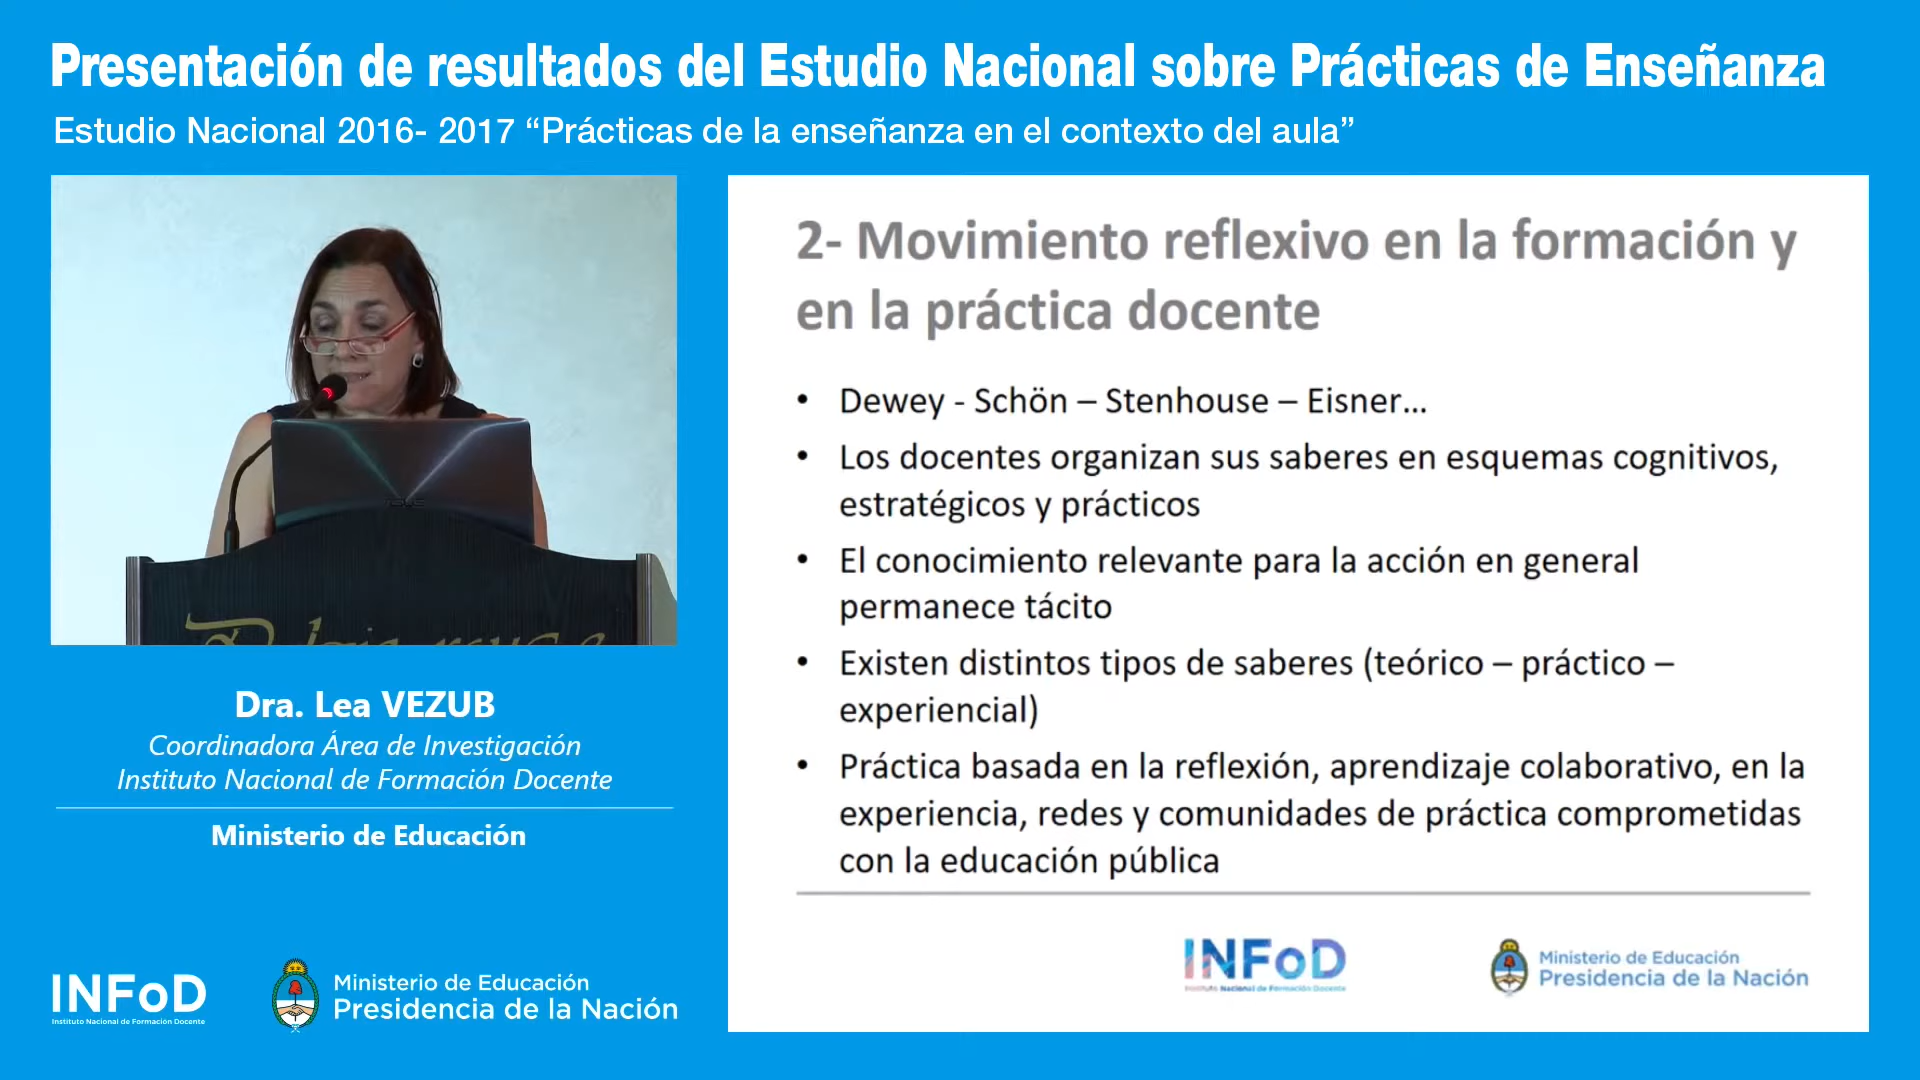 Presentación de resultados del Estudio Nacional sobre Prácticas de Enseñanza
Estudio Nacional 2016- 2017 “Prácticas de la enseñanza en el contexto del aula”
2- Movimiento reflexivo en la formación y
en la práctica docente
• Dewey - Schön – Stenhouse – Eisner...
• Los docentes organizan sus saberes en esquemas cognitivos,
estratégicos y prácticos
• El conocimiento relevante para la acción en general
permanece tácito
• Existen distintos tipos de saberes (teórico – práctico –
experiencial)
• Práctica basada en la reflexión, aprendizaje colaborativo, en la
experiencia, redes y comunidades de práctica comprometidas
con la educación pública
INFoD
Instituto Nacional de Formación Docente
Ministerio de Educación
Presidencia de la Nación
ASUS
Dra. Lea VEZUB
Coordinadora Área de Investigación
Instituto Nacional de Formación Docente
Ministerio de Educación
INFoD
Instituto Nacional de Formación Docente
Ministerio de Educación
Presidencia de la Nación